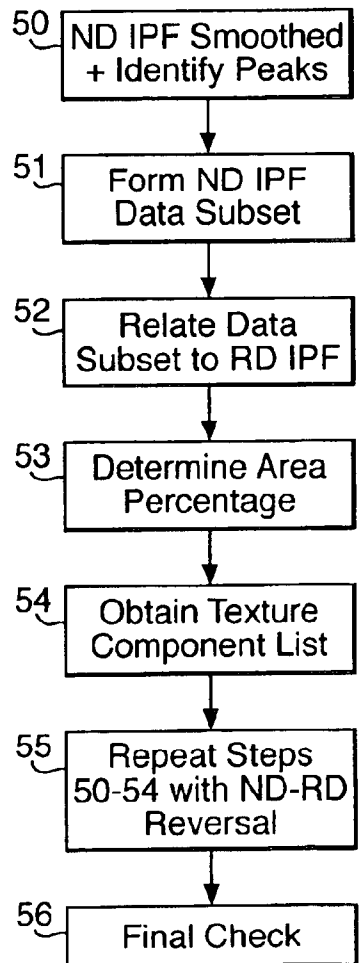 50
ND IPF Smoothed
+ Identify Peaks
51
Form ND IPF
Data Subset
52
Relate Data
Subset to RD IPF
53
Determine Area
Percentage
54
Obtain Texture
Component List
55
Repeat Steps
50-54 with ND-RD
Reversal
56
Final Check